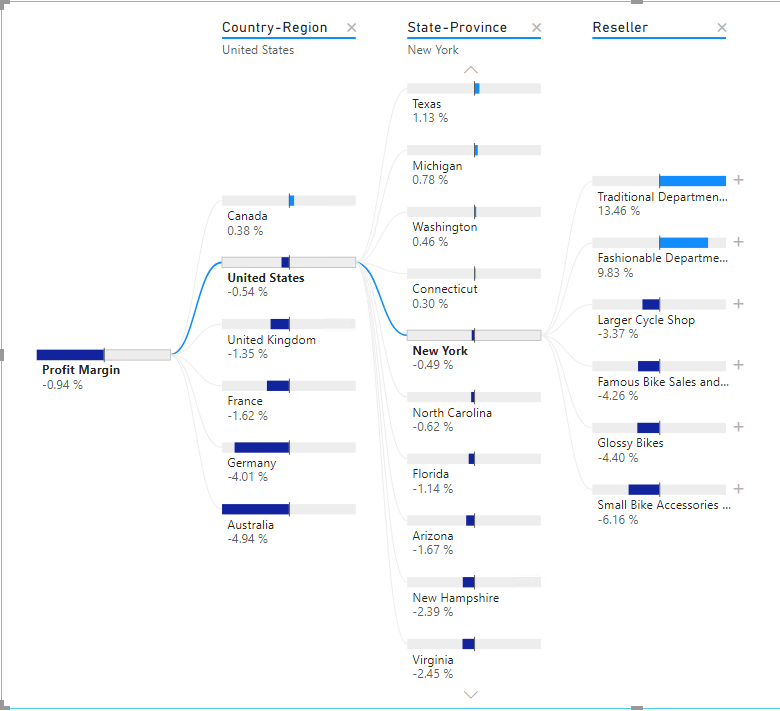 Country-Region
United States
State-Province
New York
Reseller
Profit Margin
-0.94 %
Canada
0.38 %
United States
-0.54 %
United Kingdom
-1.35 %
France
-1.62 %
Germany
-4.01 %
Australia
-4.94 %
Texas
1.13 %
Michigan
0.78 %
Washington
0.46 %
Connecticut
0.30 %
New York
-0.49 %
North Carolina
-0.62 %
Florida
-1.14 %
Arizona
-1.67 %
New Hampshire
-2.39 %
Virginia
-2.45 %
Traditional Departmen...
13.46 %
Fashionable Departme...
9.83 %
Larger Cycle Shop
-3.37 %
Famous Bike Sales and...
-4.26 %
Glossy Bikes
-4.40 %
Small Bike Accessories ...
-6.16 %